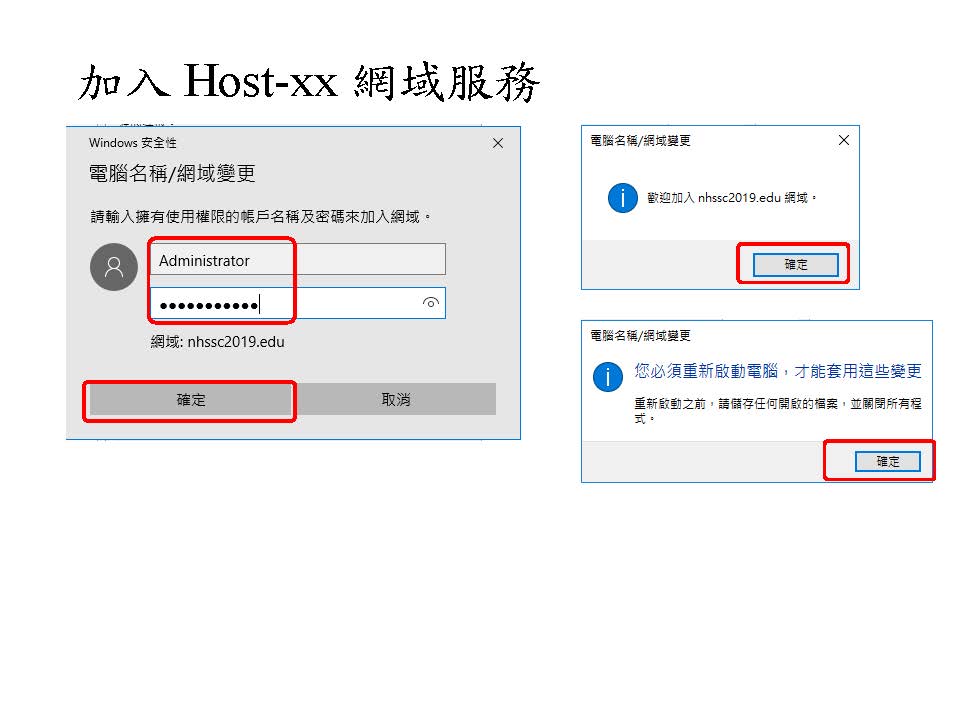 加入 Host-xx 網域服務
Windows 安全性
電腦名稱/網域變更
請輸入擁有使用權限的帳戶名稱及密碼來加入網域。
Administrator
●●●●●●●●●●●
網域: nhssc2019.edu
確定
取消
電腦名稱/網域變更
歡迎加入 nhssc2019.edu 網域。
確定
電腦名稱/網域變更
您必須重新啟動電腦，才能套用這些變更
重新啟動之前，請儲存任何開啟的檔案，並關閉所有程
式。
確定